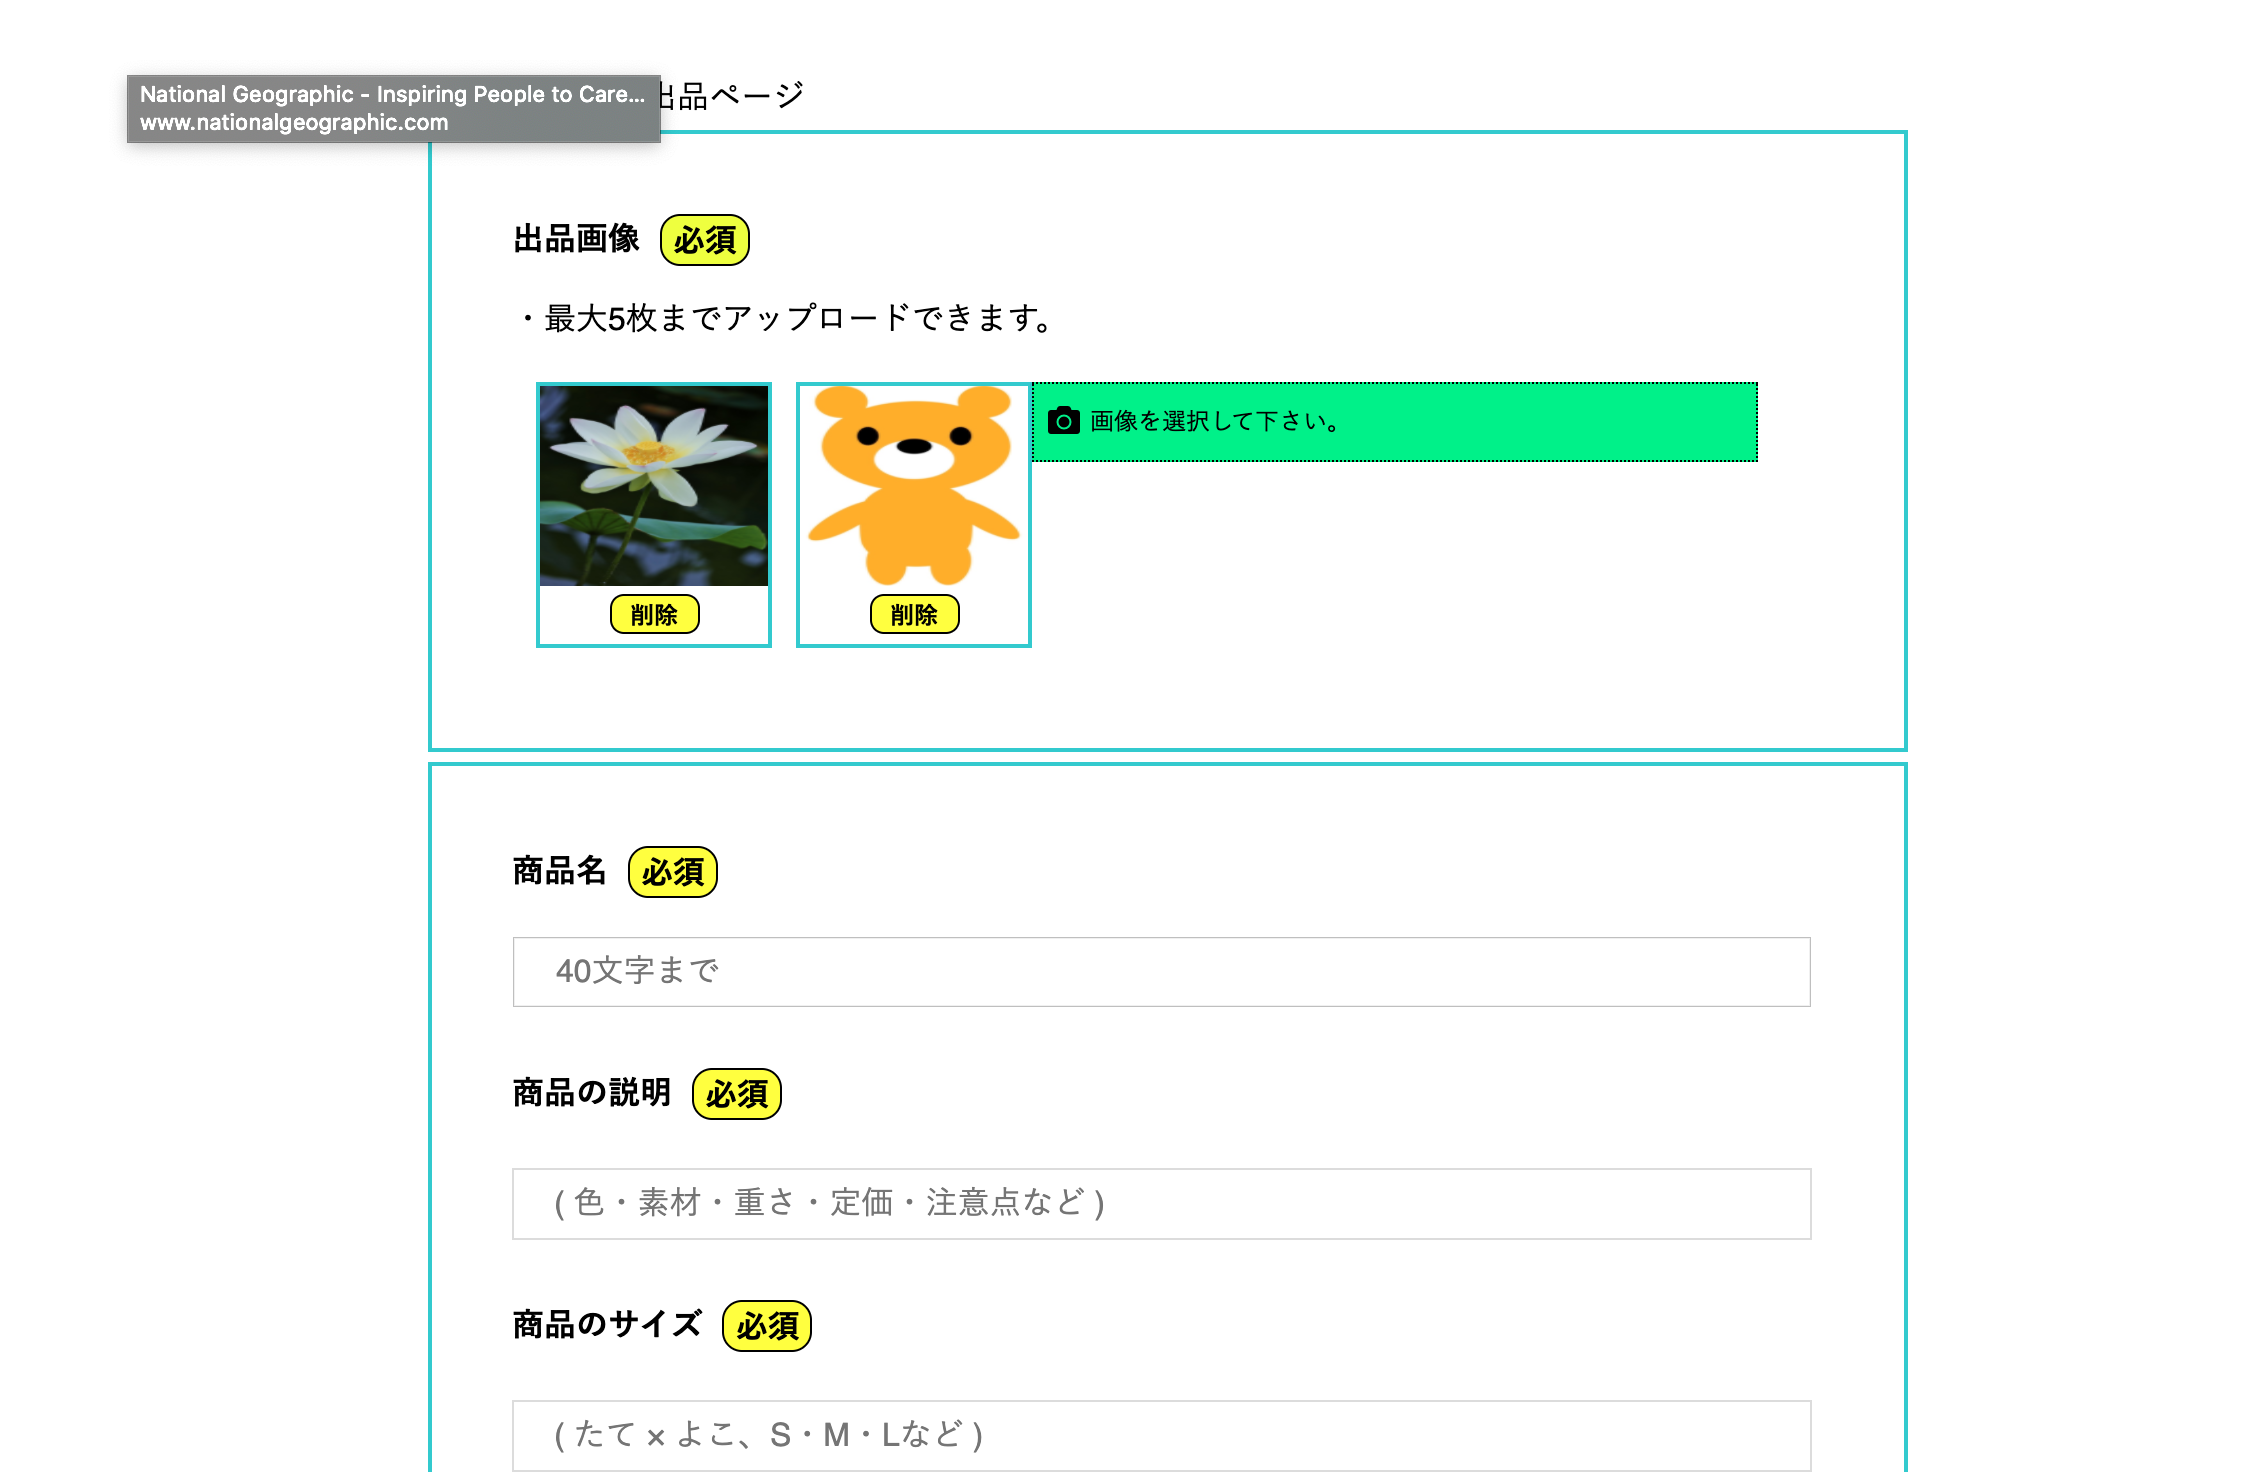 National Geographic - Inspiring People to Care...
www.nationalgeographic.com
出品ページ
出品画像 必須
・最大5枚までアップロードできます。
画像を選択して下さい。
削除 削除
商品名 必須
40文字まで
商品の説明 必須
( 色・素材・重さ・定価・注意点など )
商品のサイズ 必須
( たて × よこ、S・M・Lなど )